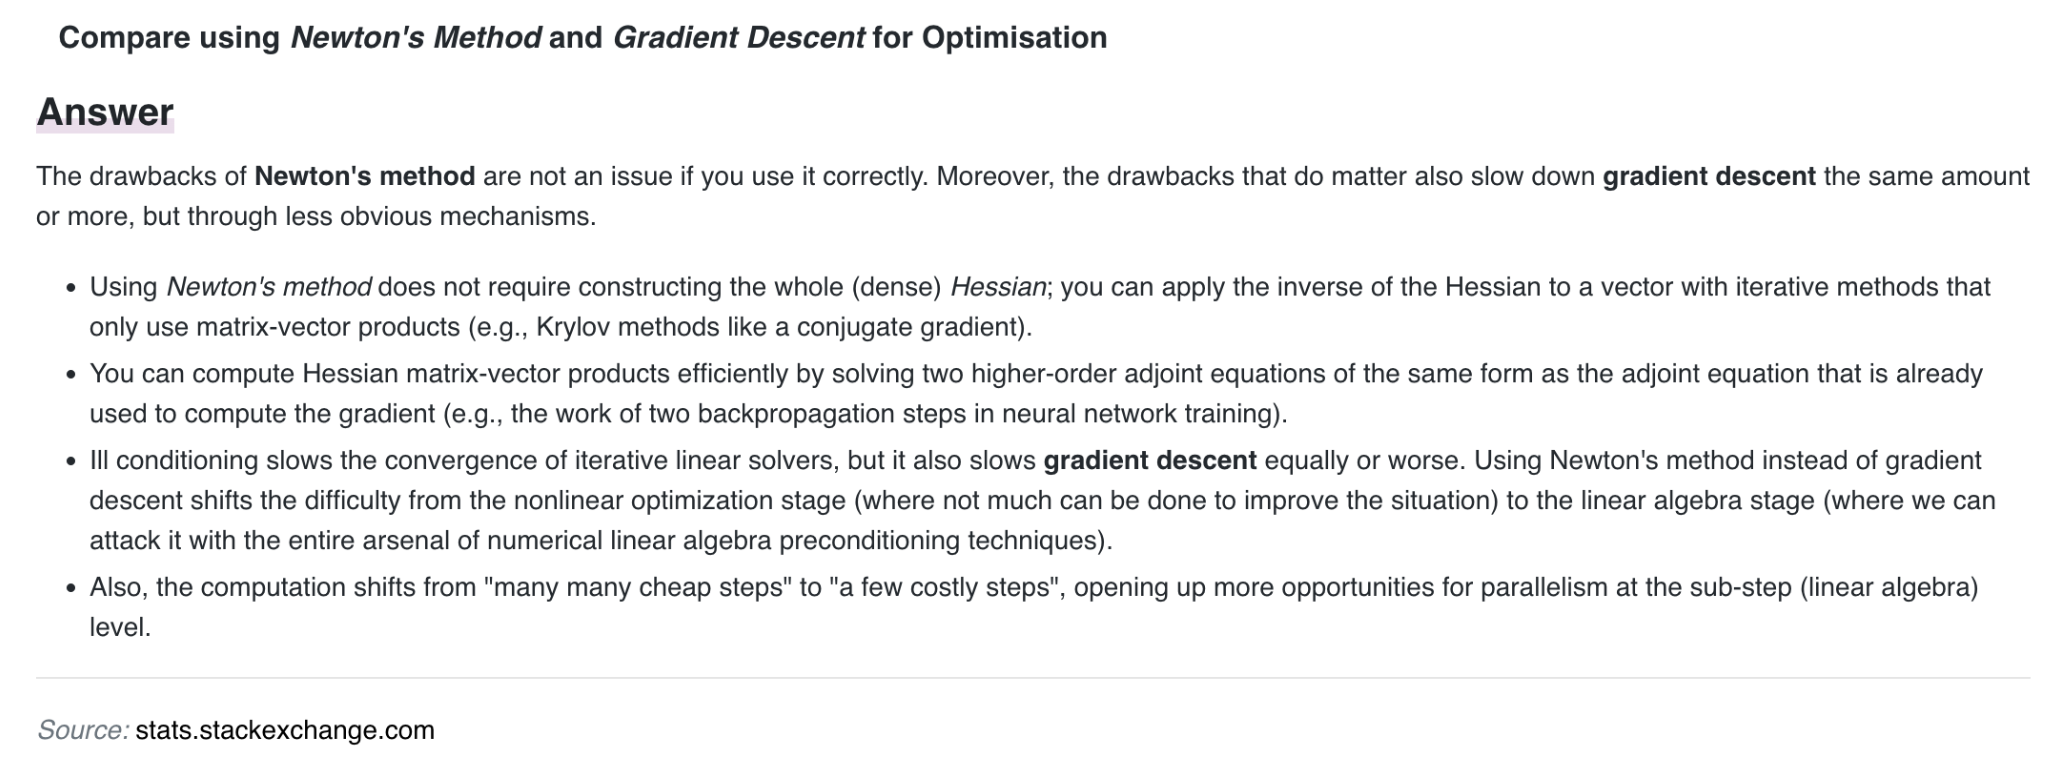 Compare using Newton's Method and Gradient Descent for Optimisation
Answer
The drawbacks of Newton's method are not an issue if you use it correctly. Moreover, the drawbacks that do matter also slow down gradient descent the same amount
or more, but through less obvious mechanisms.
• Using Newton's method does not require constructing the whole (dense) Hessian; you can apply the inverse of the Hessian to a vector with iterative methods that
only use matrix-vector products (e.g., Krylov methods like a conjugate gradient).
• You can compute Hessian matrix-vector products efficiently by solving two higher-order adjoint equations of the same form as the adjoint equation that is already
used to compute the gradient (e.g., the work of two backpropagation steps in neural network training).
• Ill conditioning slows the convergence of iterative linear solvers, but it also slows gradient descent equally or worse. Using Newton's method instead of gradient
descent shifts the difficulty from the nonlinear optimization stage (where not much can be done to improve the situation) to the linear algebra stage (where we can
attack it with the entire arsenal of numerical linear algebra preconditioning techniques).
• Also, the computation shifts from "many many cheap steps" to "a few costly steps", opening up more opportunities for parallelism at the sub-step (linear algebra)
level.
Source: stats.stackexchange.com